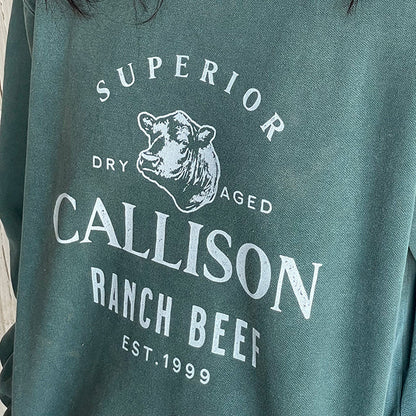 SUPERIOR
DRY AGED
CALLISON
RANCH BEEF
EST.1999